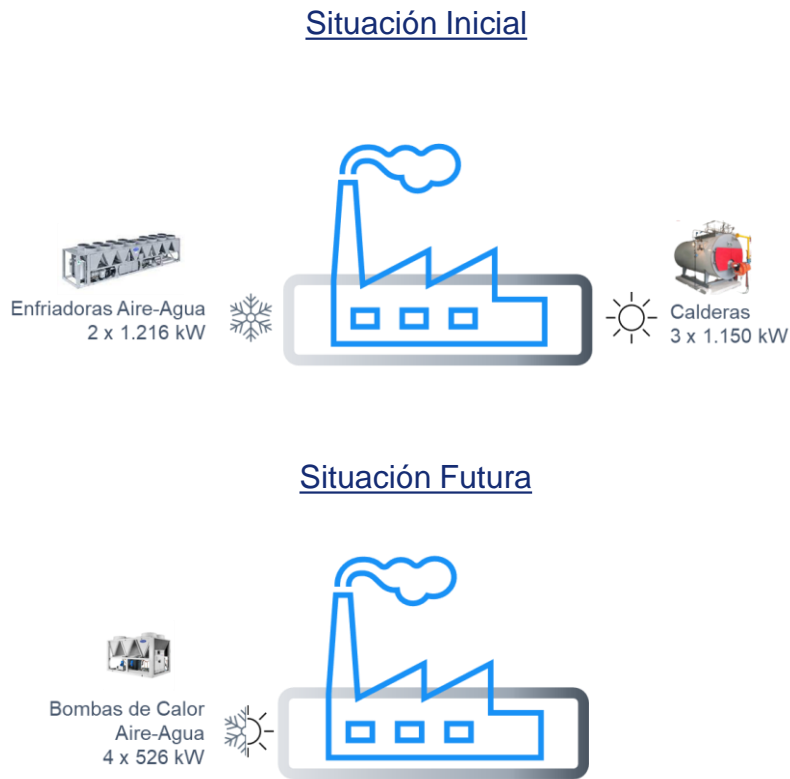 Situación Inicial
Enfriadoras Aire-Agua
2 x 1.216 kW
Calderas
3 x 1.150 kW
Situación Futura
Bombas de Calor
Aire-Agua
4 x 526 kW